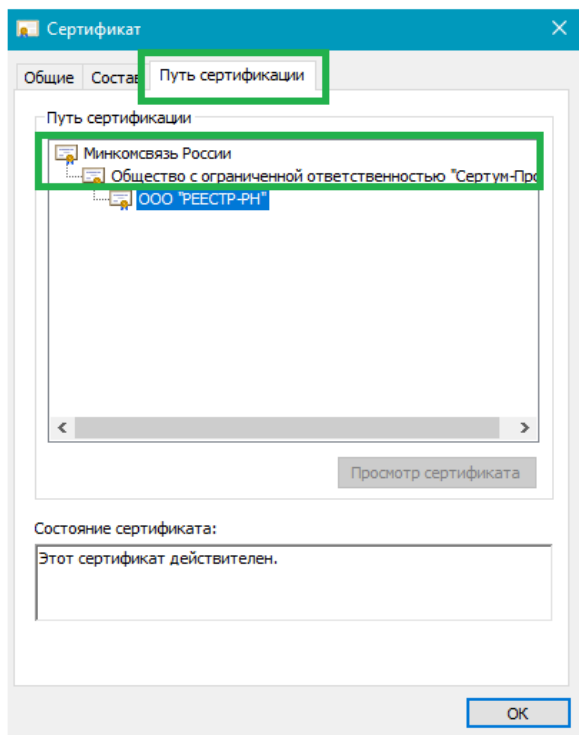 Сертификат
Общие Состав Путь сертификации
Путь сертификации
Минкомсвязь России
Общество с ограниченной ответственностью "Сертум-Про
ООО "РЕЕСТР-РН"
Просмотр сертификата
Состояние сертификата:
Этот сертификат действителен.
ОК